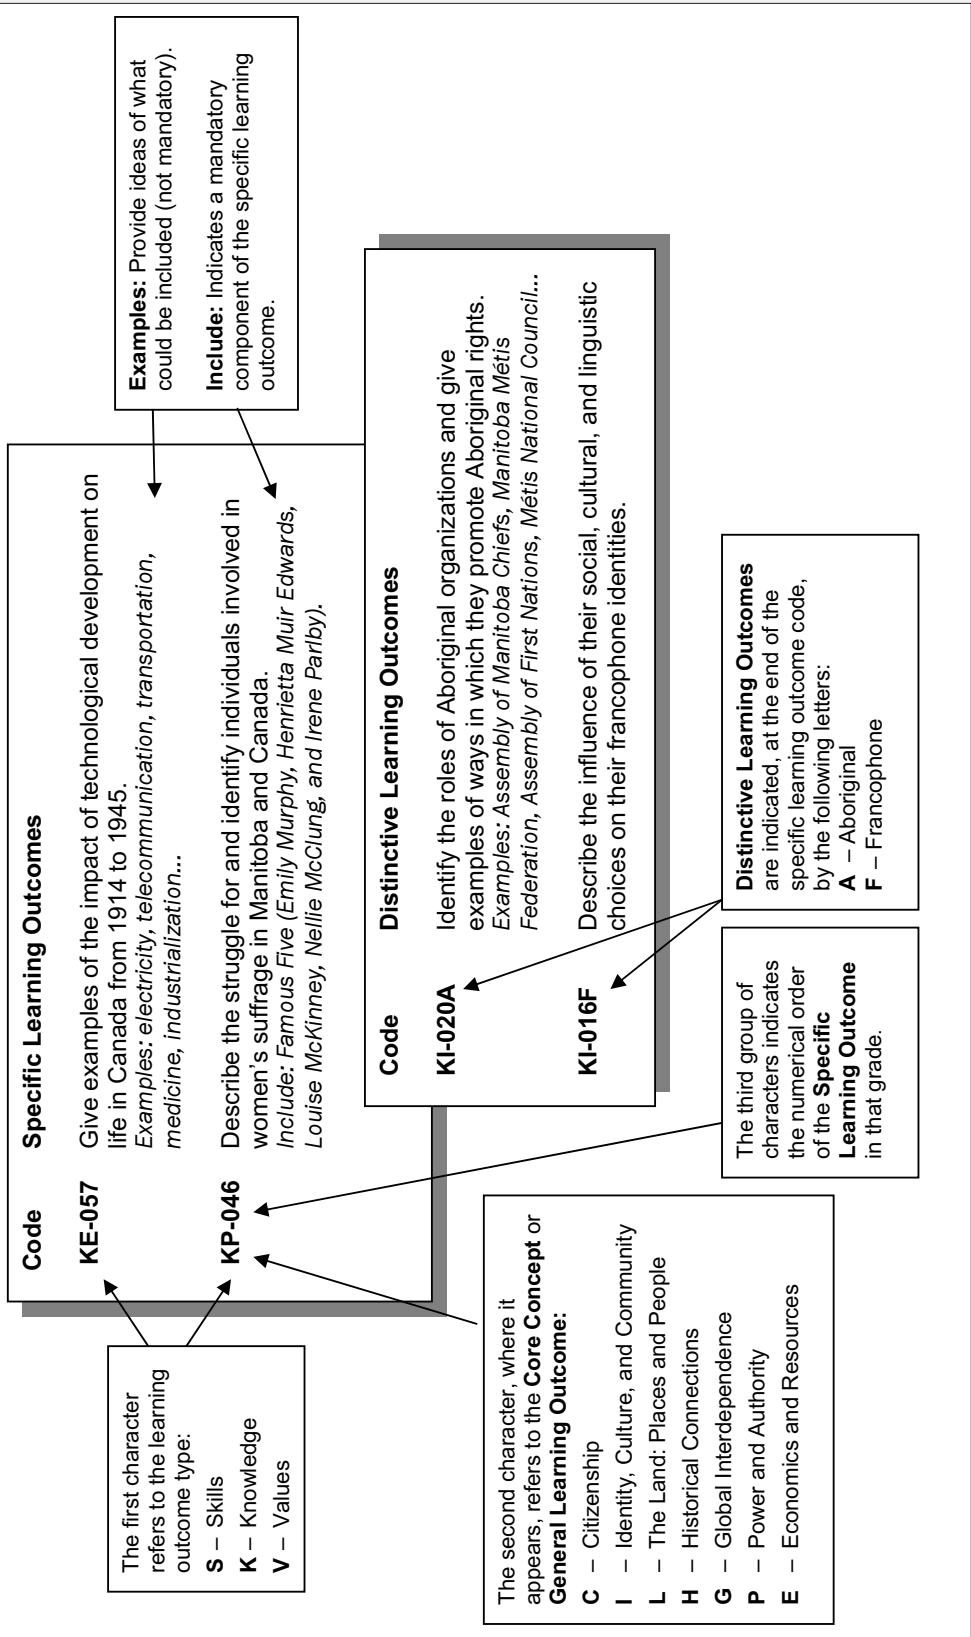 Code
Specific Learning Outcomes
KE-057
Give examples of the impact of technological development on
life in Canada from 1914 to 1945.
Examples: electricity, telecommunication, transportation,
medicine, industrialization...
KP-046
Describe the struggle for and identify individuals involved in
women's suffrage in Manitoba and Canada.
Include: Famous Five (Emily Murphy, Henrietta Muir Edwards,
Louise McKinney, Nellie McClung, and Irene Parlby).
Examples: Provide ideas of what
could be included (not mandatory).
Include: Indicates a mandatory
component of the specific learning
outcome.
Code
Distinctive Learning Outcomes
KI-020A
Identify the roles of Aboriginal organizations and give
examples of ways in which they promote Aboriginal rights.
Examples: Assembly of Manitoba Chiefs, Manitoba Métis
Federation, Assembly of First Nations, Métis National Council...
KI-016F
Describe the influence of their social, cultural, and linguistic
choices on their francophone identities.
The first character
refers to the learning
outcome type:
S – Skills
K – Knowledge
V – Values
The second character, where it
appears, refers to the Core Concept or
General Learning Outcome:
C – Citizenship
I – Identity, Culture, and Community
L – The Land: Places and People
H – Historical Connections
G – Global Interdependence
P – Power and Authority
E – Economics and Resources
The third group of
characters indicates
the numerical order
of the Specific
Learning Outcome
in that grade.
Distinctive Learning Outcomes
are indicated, at the end of the
specific learning outcome code,
by the following letters:
A – Aboriginal
F – Francophone